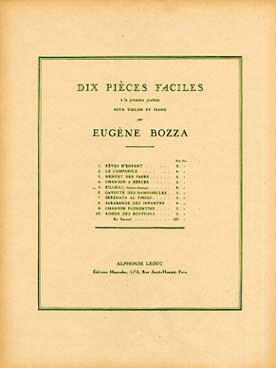 DIX PIÈCES FACILES
à la première position
POUR VIOLON ET PIANO
par
EUGÈNE BOZZA
1. RÊVES D'ENFANT
2. LE CAMPANILE
3. MENUET DES PAGES
4. CHANSON À BERCER
5.
6. GAVOTTE DES DAMOISELLES
7. SERENATA AL PINCIO
8. SARABANDE DES INFANTES
9. CHANSON FLORENTINE
10. RONDE DES BOUFFONS
En Recueil
ALPHONSE LEDUC
Éditions Musicales, 175, Rue Saint-Honoré, Paris